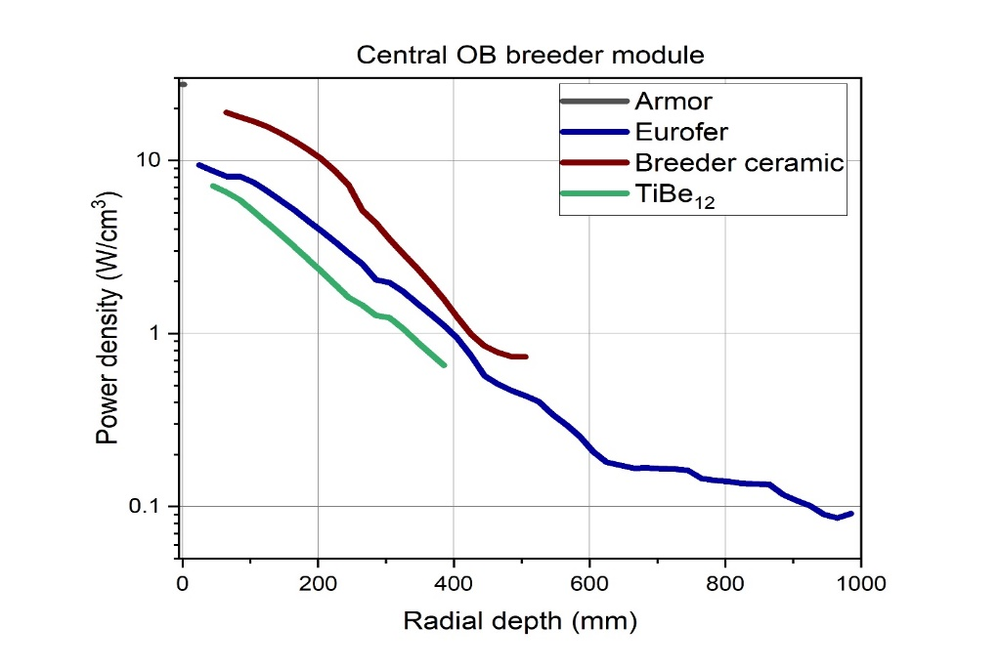 Central OB breeder module
Armor
Eurofer
Breeder ceramic
TiBe₁₂
Power density (W/cm³)
10
1
0.1
0 200 400 600 800 1000
Radial depth (mm)